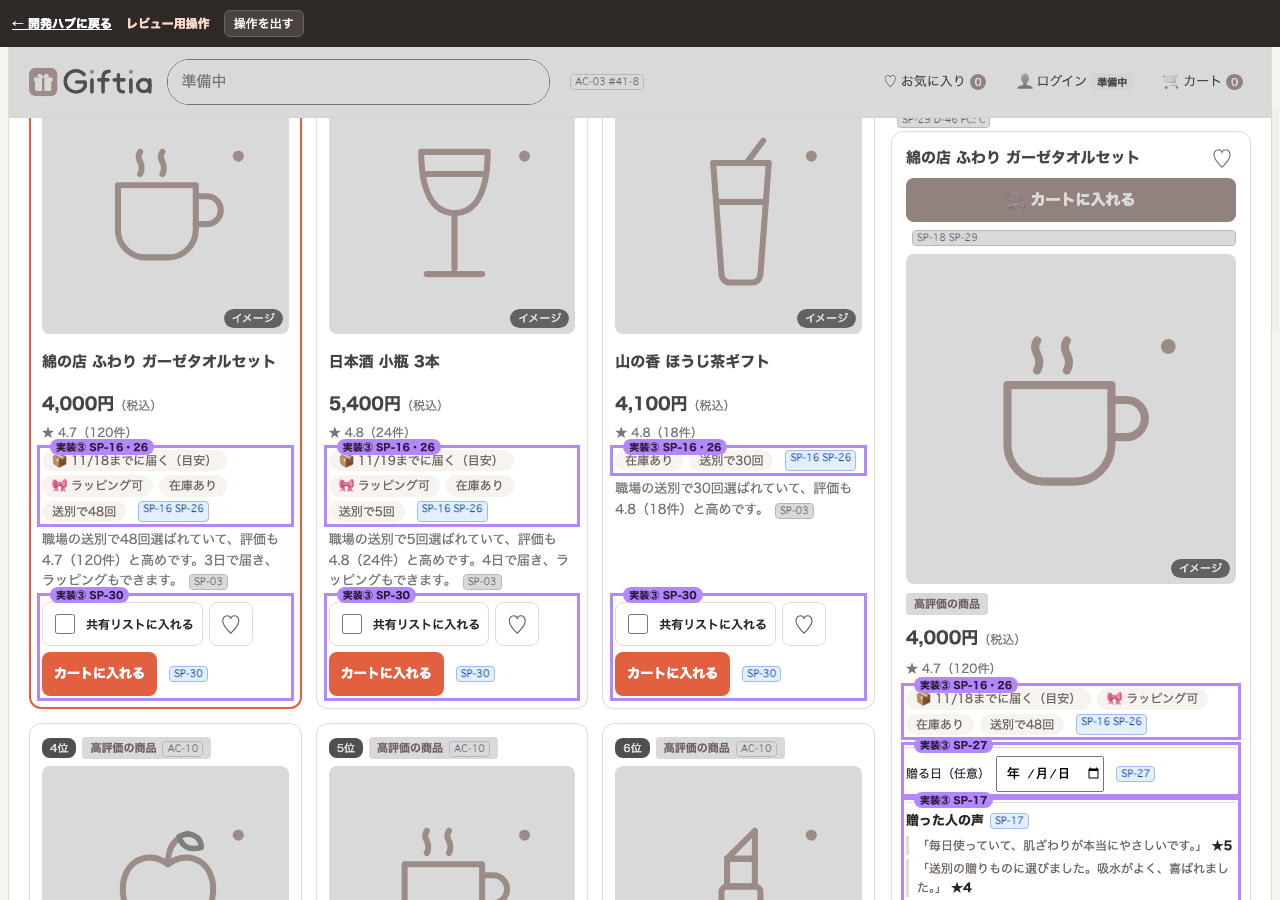 ← 開発ハブに戻る レビュー用操作 操作を出す
Giftia 準備中 AC-03 #41-8 ♡ お気に入り 0 ログイン 準備中 カート 0
SP-29 D-46 PC: C
イメージ
イメージ
イメージ
綿の店 ふわり ガーゼタオルセット
4,000円（税込）
★ 4.7（120件）
実装③ SP-16・26
11/18までに届く（目安）
ラッピング可 在庫あり
送別で48回 SP-16 SP-26
職場の送別で48回選ばれていて、評価も
4.7（120件）と高めです。3日で届き、
ラッピングもできます。 SP-03
実装③ SP-30
共有リストに入れる ♡
カートに入れる SP-30
日本酒 小瓶 3本
5,400円（税込）
★ 4.8（24件）
実装③ SP-16・26
11/19までに届く（目安）
ラッピング可 在庫あり
送別で5回 SP-16 SP-26
職場の送別で5回選ばれていて、評価も
4.8（24件）と高めです。4日で届き、ラ
ッピングもできます。 SP-03
実装③ SP-30
共有リストに入れる ♡
カートに入れる SP-30
山の香 ほうじ茶ギフト
4,100円（税込）
★ 4.8（18件）
実装③ SP-16・26
在庫あり 送別で30回 SP-16 SP-26
職場の送別で30回選ばれていて、評価も
4.8（18件）と高めです。 SP-03
実装③ SP-30
共有リストに入れる ♡
カートに入れる SP-30
4位 高評価の商品 AC-10
5位 高評価の商品 AC-10
6位 高評価の商品 AC-10
綿の店 ふわり ガーゼタオルセット ♡
カートに入れる
SP-18 SP-29
イメージ
高評価の商品
4,000円（税込）
★ 4.7（120件）
実装③ SP-16・26
11/18までに届く（目安） ラッピング可
在庫あり 送別で48回 SP-16 SP-26
実装③ SP-27
贈る日（任意） 年 /月/日 SP-27
実装③ SP-17
贈った人の声 SP-17
「毎日使っていて、肌ざわりが本当にやさしいです。」 ★5
「送別の贈りものに選びました。吸水がよく、喜ばれまし
た。」 ★4